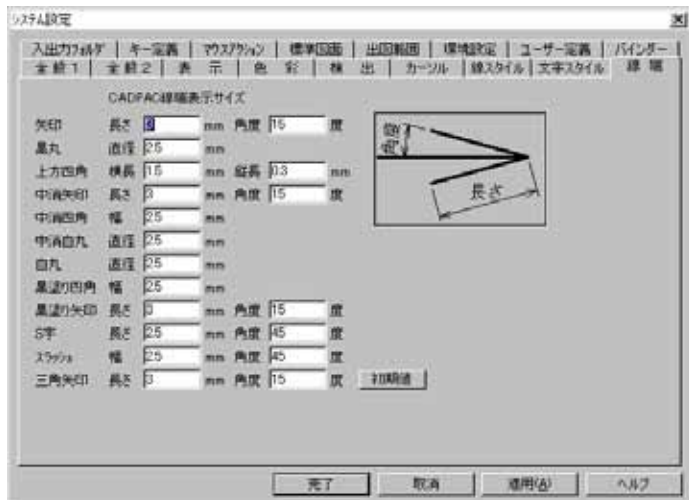 システム設定
入出力フォルダ キー定義 マウスアクション 標準図面 出図範囲 環境設定 ユーザー定義 バインダー
全般1 全般2 表示 色彩 検出 カーソル 線スタイル 文字スタイル 線端
CADPAC線端表示サイズ
矢印 長さ 3 mm 角度 15 度
黒丸 直径 2.5 mm
上方四角 横長 1.5 mm 縦長 0.3 mm
中消矢印 長さ 3 mm 角度 15 度
中消四角 幅 2.5 mm
中消白丸 直径 2.5 mm
白丸 直径 2.5 mm
黒塗り四角 幅 2.5 mm
黒塗り矢印 長さ 3 mm 角度 15 度
S字 長さ 2.5 mm 角度 45 度
スラッシュ 幅 2.5 mm 角度 45 度
三角矢印 長さ 3 mm 角度 15 度 初期値
角度
長さ
完了 取消 適用(A) ヘルプ